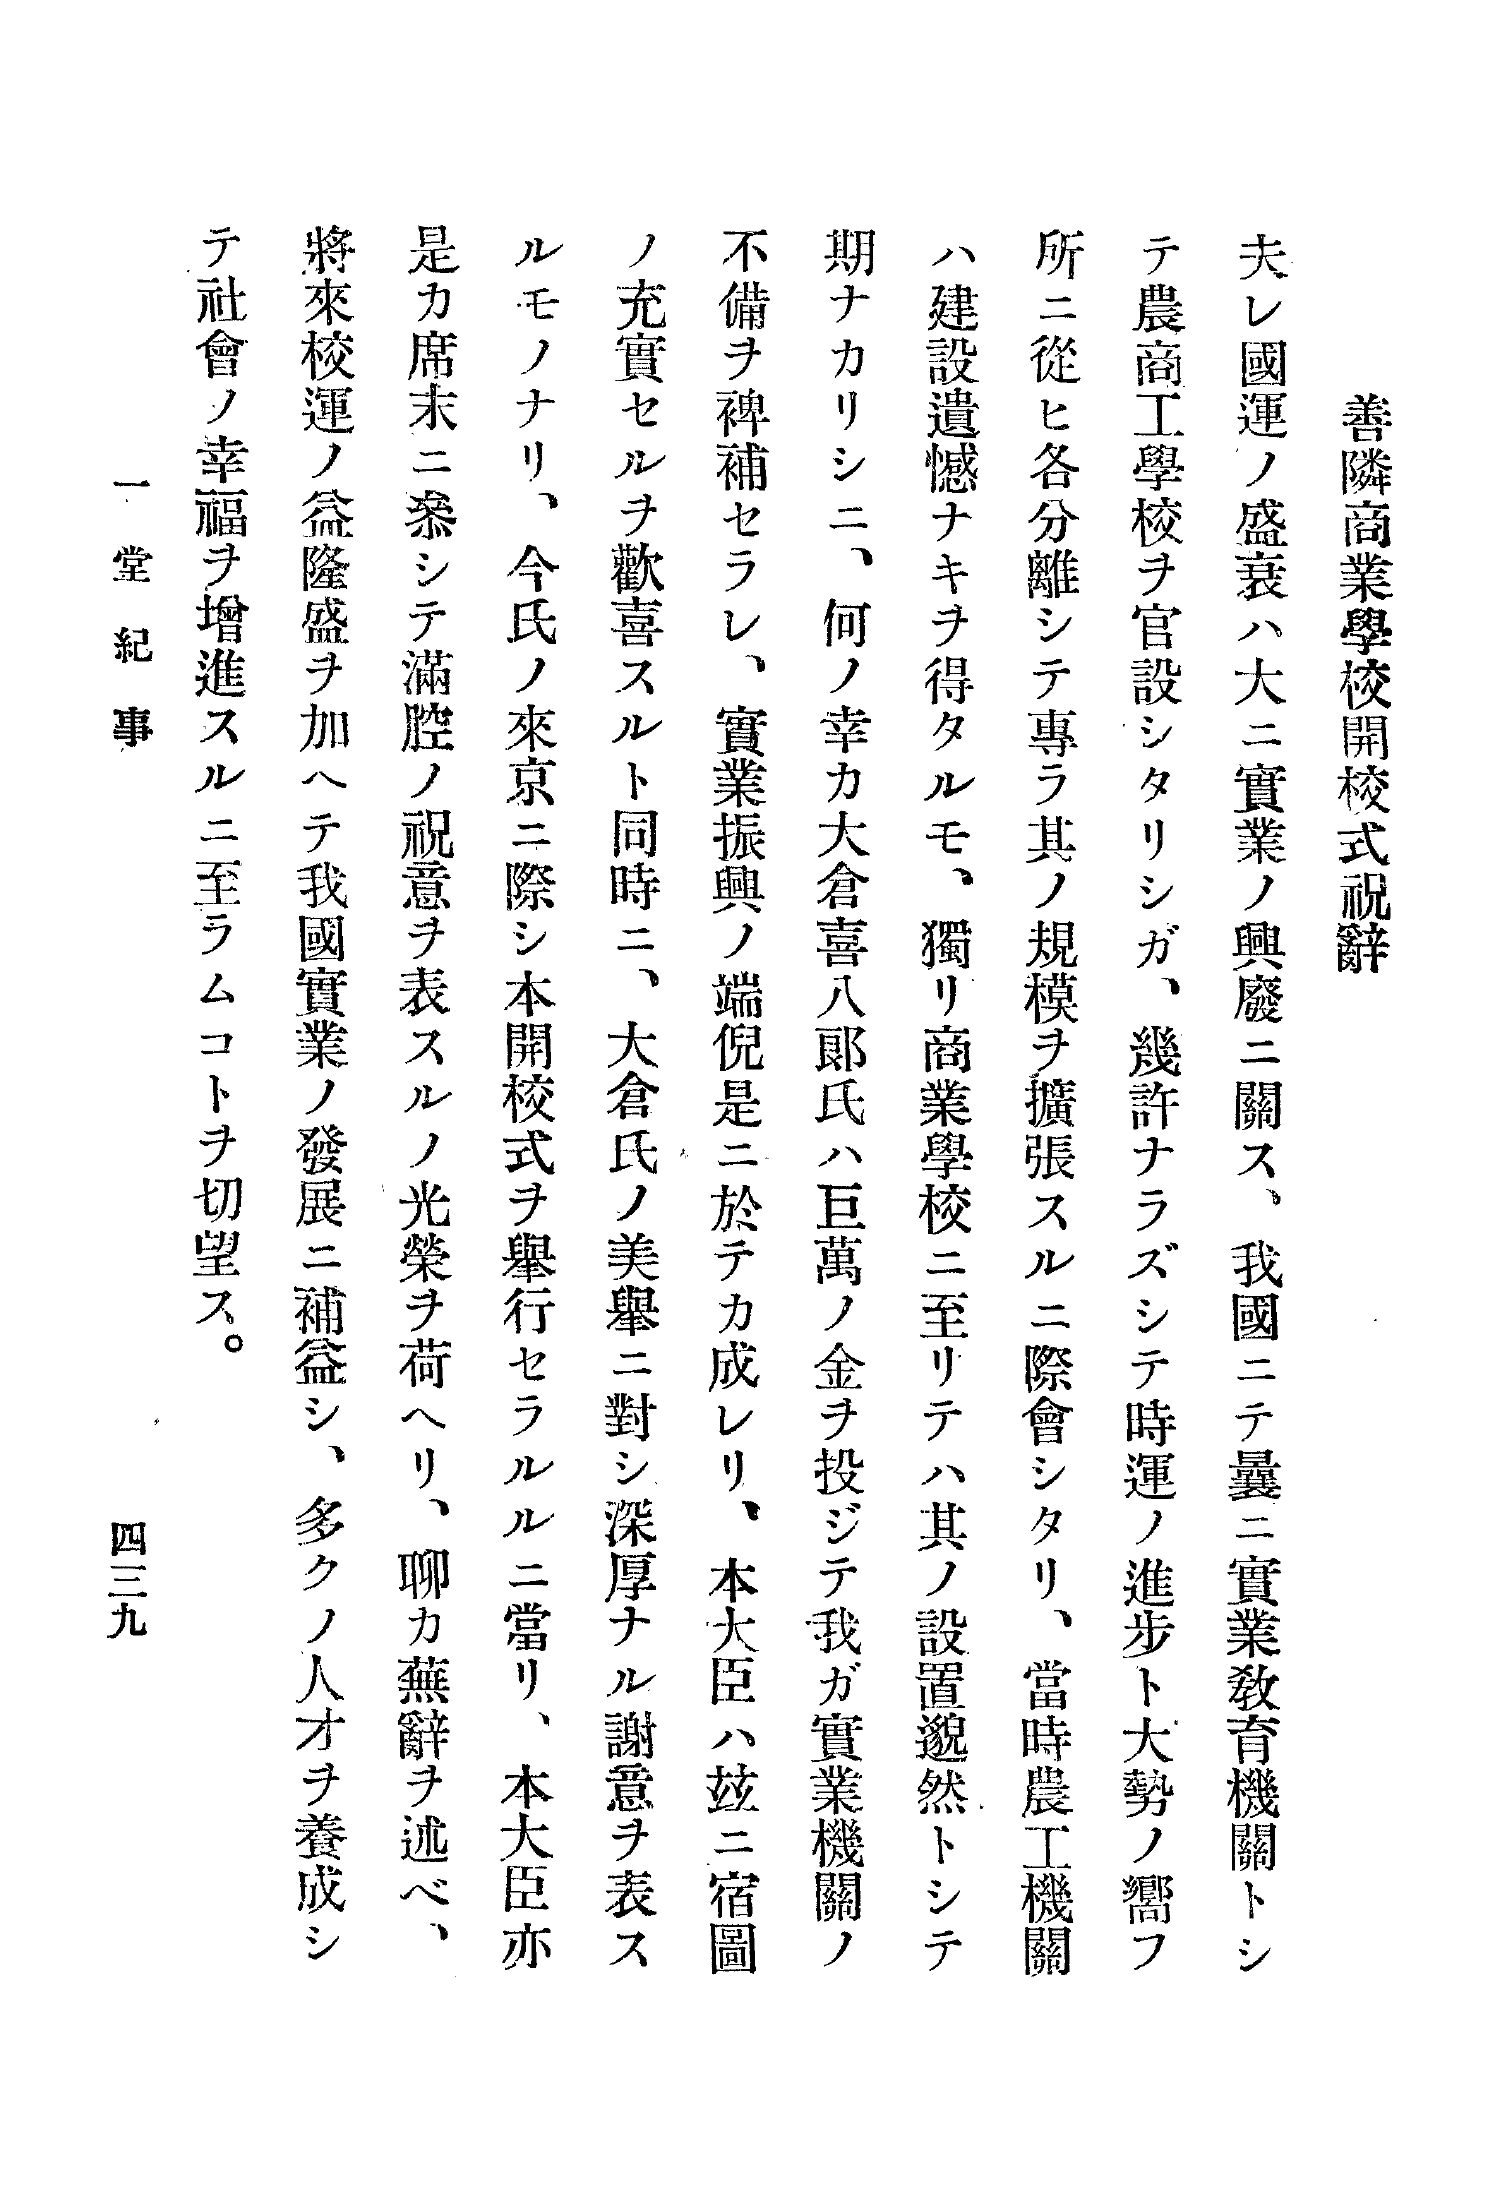 善隣商業學校開校式祝辭
夫レ國運ノ盛衰ハ大ニ實業ノ興廢ニ關ス、我國ニテ曩ニ實業敎育機關トシ
テ農商工學校ヲ官設シタリシガ、幾許ナラズシテ時運ノ進步ト大勢ノ嚮フ
所ニ從ヒ各分離シテ專ラ其ノ規模ヲ擴張スルニ際會シタリ、當時農工機關
ハ建設遺憾ナキヲ得タルモ、獨リ商業學校ニ至リテハ其ノ設置邈然トシテ
期ナカリシニ、何ノ幸カ大倉喜八郞氏ハ巨萬ノ金ヲ投ジテ我ガ實業機關ノ
不備ヲ裨補セラレ、實業振興ノ端倪是ニ於テカ成レリ、本大臣ハ玆ニ宿圖
ノ充實セルヲ歡喜スルト同時ニ、大倉氏ノ美擧ニ對シ深厚ナル謝意ヲ表ス
ルモノナリ、今氏ノ來京ニ際シ本開校式ヲ擧行セラルルニ當リ、本大臣亦
是カ席末ニ叅シテ滿腔ノ祝意ヲ表スルノ光榮ヲ荷ヘリ、聊カ蕪辭ヲ述ベ、
將來校運ノ益隆盛ヲ加ヘテ我國實業ノ發展ニ補益シ、多クノ人才ヲ養成シ
テ社會ノ幸福ヲ增進スルニ至ラムコトヲ切望ス。
一堂紀事
四三九